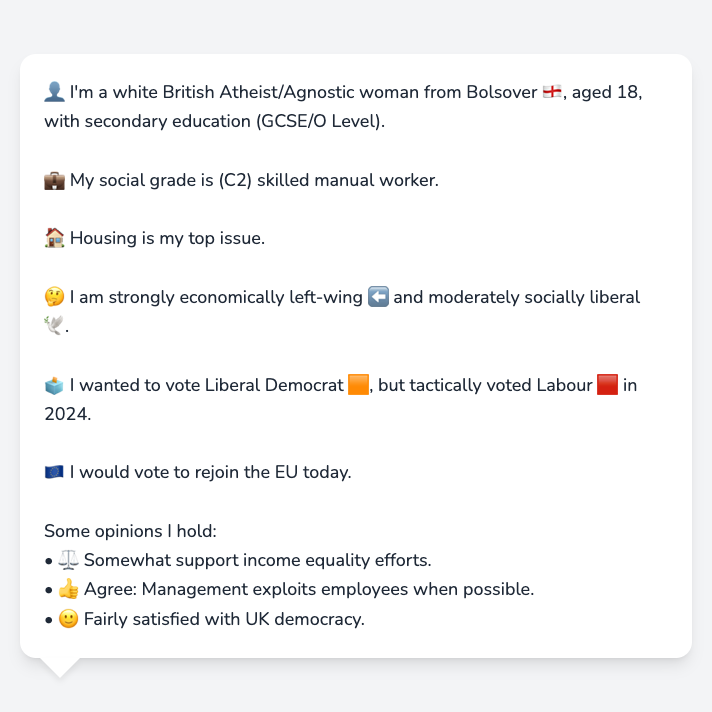 👤 I'm a white British Atheist/Agnostic woman from Bolsover 🏴󠁧󠁢󠁥󠁮󠁧󠁿, aged 18,
with secondary education (GCSE/O Level).
💼 My social grade is (C2) skilled manual worker.
🏠 Housing is my top issue.
🤔 I am strongly economically left-wing ⬅️ and moderately socially liberal
🕊️.
🗳️ I wanted to vote Liberal Democrat 🟧, but tactically voted Labour 🟥 in
2024.
🇪🇺 I would vote to rejoin the EU today.
Some opinions I hold:
• ⚖️ Somewhat support income equality efforts.
• 👍 Agree: Management exploits employees when possible.
• 🙂 Fairly satisfied with UK democracy.